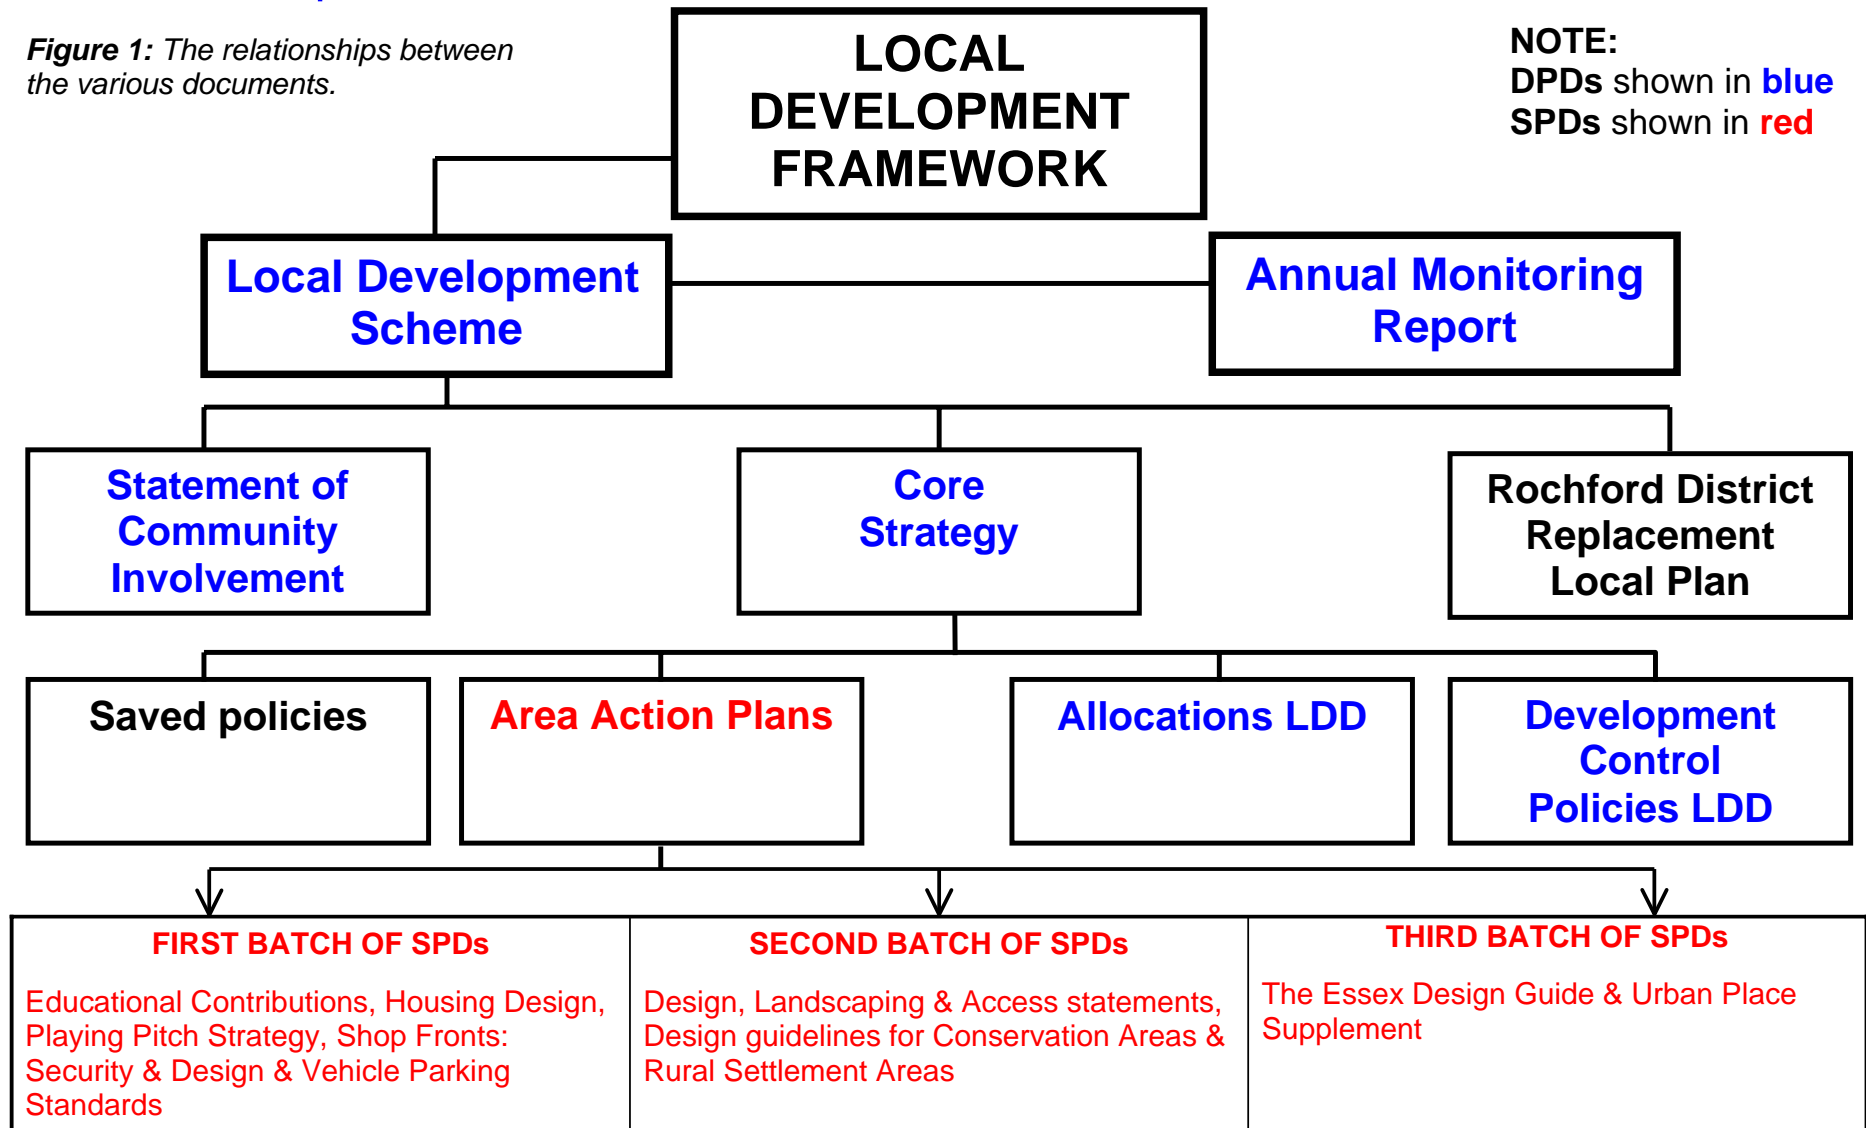 Figure 1: The relationships between
the various documents.
LOCAL
DEVELOPMENT
FRAMEWORK
NOTE:
DPDs shown in blue
SPDs shown in red
Local Development
Scheme
Annual Monitoring
Report
Statement of
Community
Involvement
Core
Strategy
Rochford District
Replacement
Local Plan
Saved policies
Area Action Plans
Allocations LDD
Development
Control
Policies LDD
FIRST BATCH OF SPDs
Educational Contributions, Housing Design,
Playing Pitch Strategy, Shop Fronts:
Security & Design & Vehicle Parking
Standards
SECOND BATCH OF SPDs
Design, Landscaping & Access statements,
Design guidelines for Conservation Areas &
Rural Settlement Areas
THIRD BATCH OF SPDs
The Essex Design Guide & Urban Place
Supplement